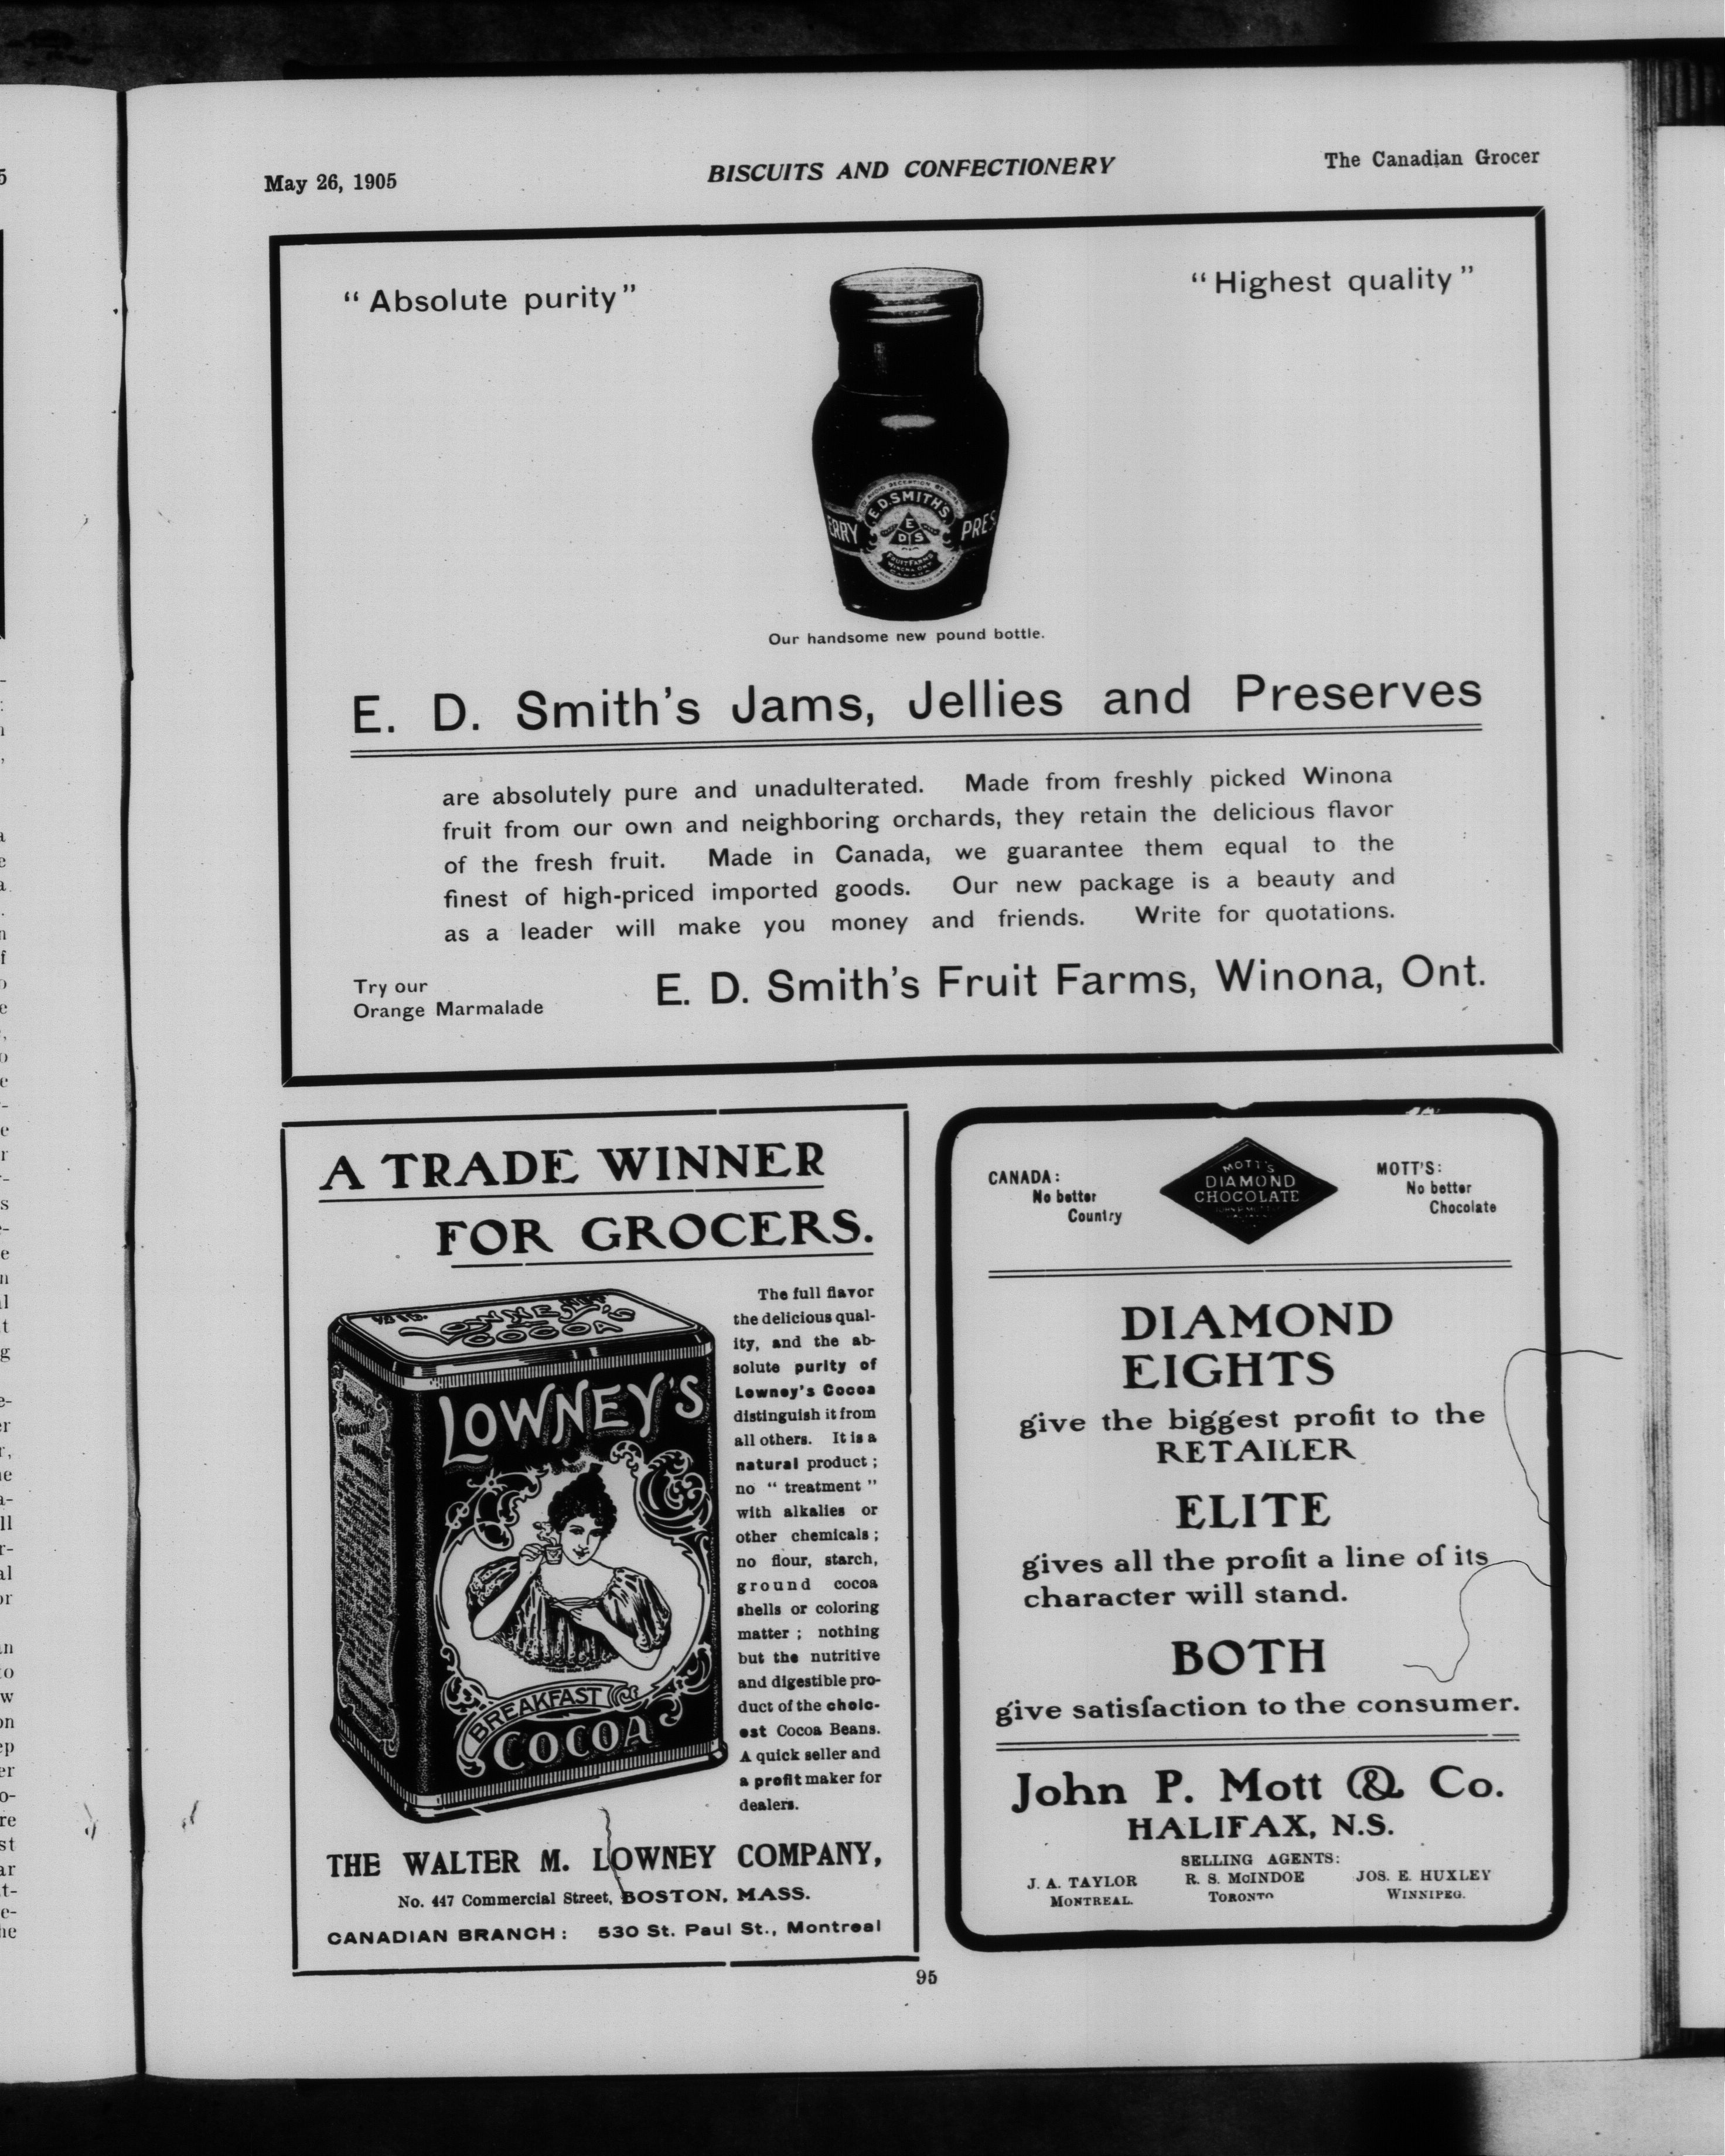 May 26, 1905
BISCUITS AND CONFECTIONERY
The Canadian Grocer
“Absolute purity”
“Highest quality”
E. D. SMITH'S
E
D S
FRUIT FARMS
WINONA ONT
ERRY
PRES
Our handsome new pound bottle.
E. D. Smith's Jams, Jellies and Preserves
are absolutely pure and unadulterated. Made from freshly picked Winona
fruit from our own and neighboring orchards, they retain the delicious flavor
of the fresh fruit. Made in Canada, we guarantee them equal to the
finest of high-priced imported goods. Our new package is a beauty and
as a leader will make you money and friends. Write for quotations.
Try our
Orange Marmalade
E. D. Smith's Fruit Farms, Winona, Ont.
A TRADE WINNER
FOR GROCERS.
LOWNEY'S
COCOA
LOWNEY'S
BREAKFAST
COCOA
The full flavor
the delicious qual-
ity, and the ab-
solute purity of
Lowney's Cocoa
distinguish it from
all others. It is a
natural product;
no “treatment”
with alkalies or
other chemicals;
no flour, starch,
ground cocoa
shells or coloring
matter; nothing
but the nutritive
and digestible pro-
duct of the choic-
est Cocoa Beans.
A quick seller and
a profit maker for
dealers.
THE WALTER M. LOWNEY COMPANY,
No. 447 Commercial Street, BOSTON, MASS.
CANADIAN BRANCH: 530 St. Paul St., Montreal
CANADA:
No better
Country
MOTT'S
DIAMOND
CHOCOLATE
MOTT'S:
No better
Chocolate
DIAMOND
EIGHTS
give the biggest profit to the
RETAILER
ELITE
gives all the profit a line of its
character will stand.
BOTH
give satisfaction to the consumer.
John P. Mott & Co.
HALIFAX, N.S.
SELLING AGENTS:
J. A. TAYLOR
MONTREAL.
R. S. McINDOE
TORONTO
JOS. E. HUXLEY
WINNIPEG.
95